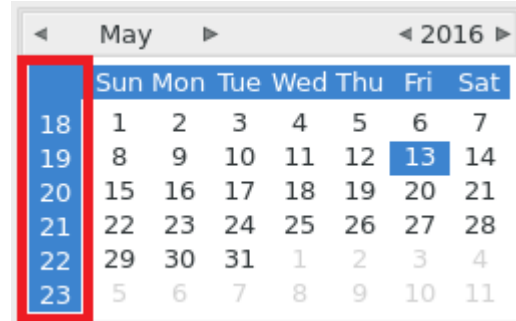 ◀ May ▶ ◀ 2016 ▶
Sun Mon Tue Wed Thu Fri Sat
18 1 2 3 4 5 6 7
19 8 9 10 11 12 13 14
20 15 16 17 18 19 20 21
21 22 23 24 25 26 27 28
22 29 30 31 1 2 3 4
23 5 6 7 8 9 10 11